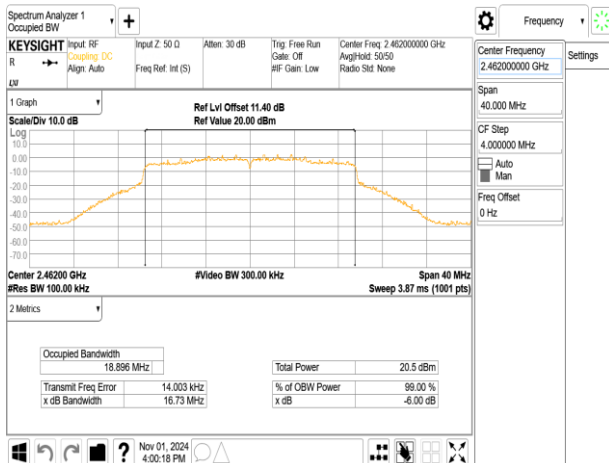 Spectrum Analyzer 1
Occupied BW
Frequency
KEYSIGHT
R
LXI
Input: RF
Coupling: DC
Align: Auto
Input Z: 50 Ω
Freq Ref: Int (S)
Atten: 30 dB
Trig: Free Run
Gate: Off
#IF Gain: Low
Center Freq: 2.462000000 GHz
Avg|Hold: 50/50
Radio Std: None
Center Frequency
2.462000000 GHz
Settings
Span
40.000 MHz
CF Step
4.000000 MHz
Auto
Man
Freq Offset
0 Hz
1 Graph
Scale/Div 10.0 dB
Ref Lvl Offset 11.40 dB
Ref Value 20.00 dBm
Log
10.0
0.00
-10.0
-20.0
-30.0
-40.0
-50.0
-60.0
-70.0
Center 2.46200 GHz
#Video BW 300.00 kHz
Span 40 MHz
#Res BW 100.00 kHz
Sweep 3.87 ms (1001 pts)
2 Metrics
Occupied Bandwidth
18.896 MHz
Total Power 20.5 dBm
Transmit Freq Error 14.003 kHz
% of OBW Power 99.00 %
x dB Bandwidth 16.73 MHz
x dB -6.00 dB
?
Nov 01, 2024
4:00:18 PM